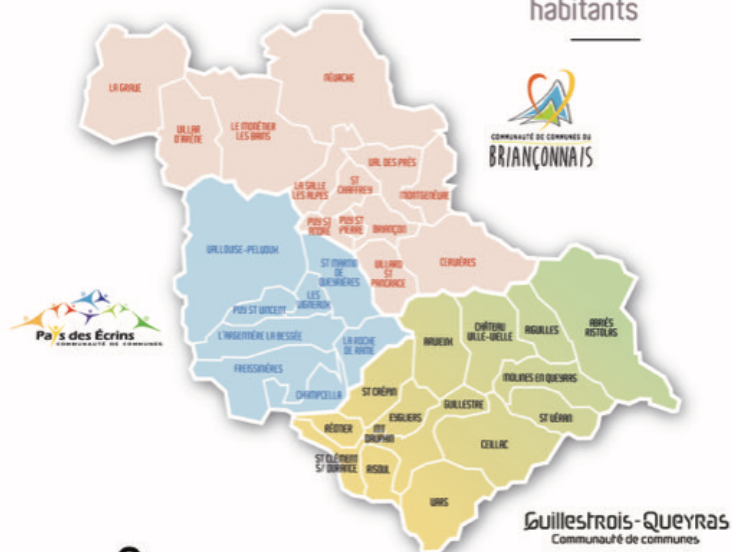 habitants
COMMUNAUTÉ DE COMMUNES DU
BRIANÇONNAIS
LA GRAVE
NÉVACHE
VILLAR
D'ARÈNE
LE MONÊTIER
LES BAINS
VAL DES PRÈS
LA SALLE
LES ALPES
ST
CHAFFREY
MONTGENÈVRE
PUY ST
ANDRÉ
PUY ST
PIERRE
BRIANÇON
VILLARD
ST
PANCRACE
CERVIÈRES
VALLOUISE-PELVOUX
ST MARTIN
DE
QUEYRIÈRES
LES
VIGNEAUX
PUY ST VINCENT
L'ARGENTIÈRE LA BESSÉE
LA ROCHE
DE RAME
FREISSINIÈRES
CHAMPCELLA
Pays des Écrins
COMMUNAUTÉ DE COMMUNES
ARVIEUX
CHÂTEAU
VILLE-VIELLE
AIGUILLES
ABRIÈS
RISTOLAS
MOLINES EN QUEYRAS
ST CRÉPIN
GUILLESTRE
EYGLIERS
ST VÉRAN
RÉOTIER
MT
DAUPHIN
CEILLAC
ST CLÉMENT
S/ DURANCE
RISOUL
VARS
Guillestrois-Queyras
Communauté de communes